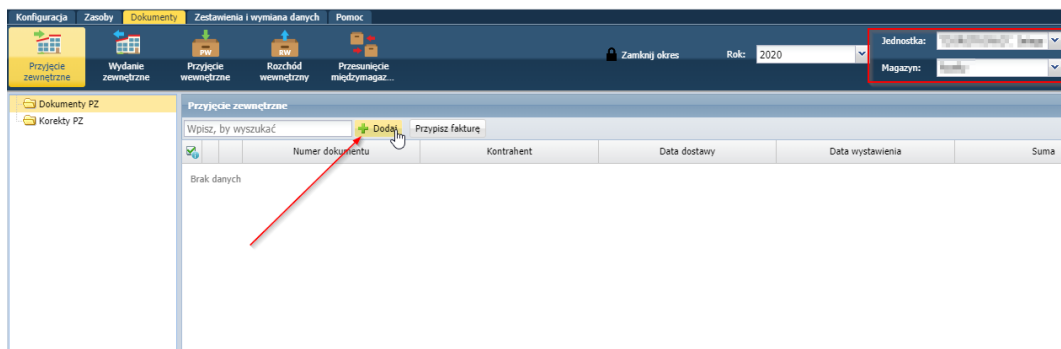 Konfiguracja Zasoby Dokumenty Zestawienia i wymiana danych Pomoc
Przyjęcie zewnętrzne
Wydanie zewnętrzne
PW
Przyjęcie wewnętrzne
RW
Rozchód wewnętrzny
Przesunięcie międzymagaz...
Zamknij okres
Rok: 2020
Jednostka:
Magazyn:
Dokumenty PZ
Korekty PZ
Przyjęcie zewnętrzne
Wpisz, by wyszukać Dodaj Przypisz fakturę
Numer dokumentu Kontrahent Data dostawy Data wystawienia Suma
Brak danych